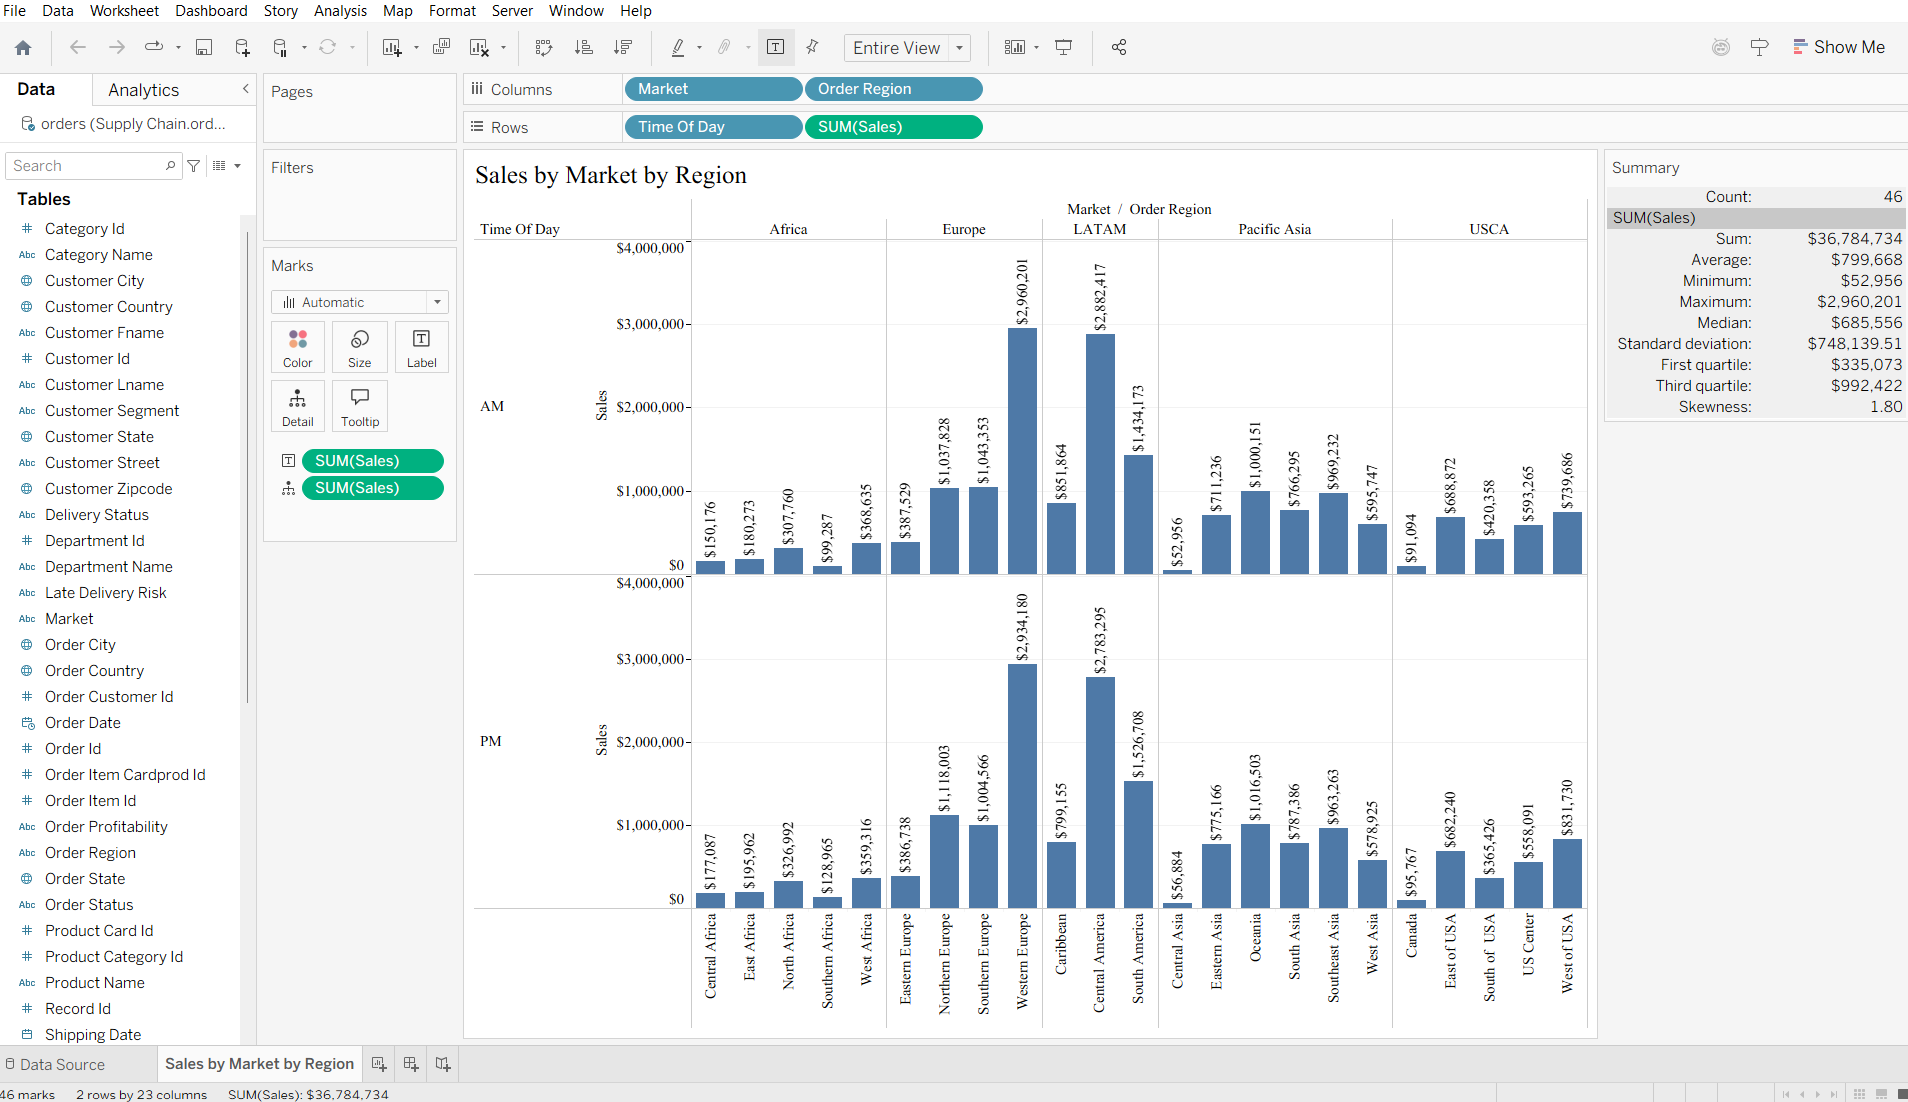 File Data Worksheet Dashboard Story Analysis Map Format Server Window Help
Entire View
Show Me
Data
Analytics
orders (Supply Chain.ord...
Search
Tables
# Category Id
Abc Category Name
Customer City
Customer Country
Abc Customer Fname
# Customer Id
Abc Customer Lname
Abc Customer Segment
Customer State
Abc Customer Street
Customer Zipcode
Abc Delivery Status
# Department Id
Abc Department Name
Abc Late Delivery Risk
Abc Market
Order City
Order Country
# Order Customer Id
Order Date
# Order Id
# Order Item Cardprod Id
# Order Item Id
Abc Order Profitability
Abc Order Region
Order State
Abc Order Status
# Product Card Id
# Product Category Id
Abc Product Name
# Record Id
Shipping Date
Pages
Filters
Marks
Automatic
Color
Size
T Label
Detail
Tooltip
T SUM(Sales)
SUM(Sales)
Columns Market Order Region
Rows Time Of Day SUM(Sales)
Sales by Market by Region
Market / Order Region
Time Of Day
Africa Europe LATAM Pacific Asia USCA
AM
Sales
$4,000,000
$3,000,000
$2,000,000
$1,000,000
$0
$150,176
$180,273
$307,760
$99,287
$368,635
$387,529
$1,037,828
$1,043,353
$2,960,201
$851,864
$2,882,417
$1,434,173
$52,956
$711,236
$1,000,151
$766,295
$969,232
$595,747
$91,094
$688,872
$420,358
$593,265
$739,686
PM
Sales
$4,000,000
$3,000,000
$2,000,000
$1,000,000
$0
$177,087
$195,962
$326,992
$128,965
$359,316
$386,738
$1,118,003
$1,004,566
$2,934,180
$799,155
$2,783,295
$1,526,708
$56,884
$775,166
$1,016,503
$787,386
$963,263
$578,925
$95,767
$682,240
$365,426
$558,091
$831,730
Central Africa
East Africa
North Africa
Southern Africa
West Africa
Eastern Europe
Northern Europe
Southern Europe
Western Europe
Caribbean
Central America
South America
Central Asia
Eastern Asia
Oceania
South Asia
Southeast Asia
West Asia
Canada
East of USA
South of USA
US Center
West of USA
Summary
Count: 46
SUM(Sales)
Sum: $36,784,734
Average: $799,668
Minimum: $52,956
Maximum: $2,960,201
Median: $685,556
Standard deviation: $748,139.51
First quartile: $335,073
Third quartile: $992,422
Skewness: 1.80
Data Source
Sales by Market by Region
46 marks 2 rows by 23 columns SUM(Sales): $36,784,734